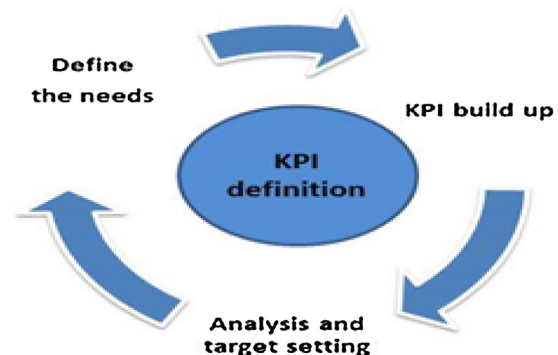 Define
the needs
KPI build up
KPI
definition
Analysis and
target setting